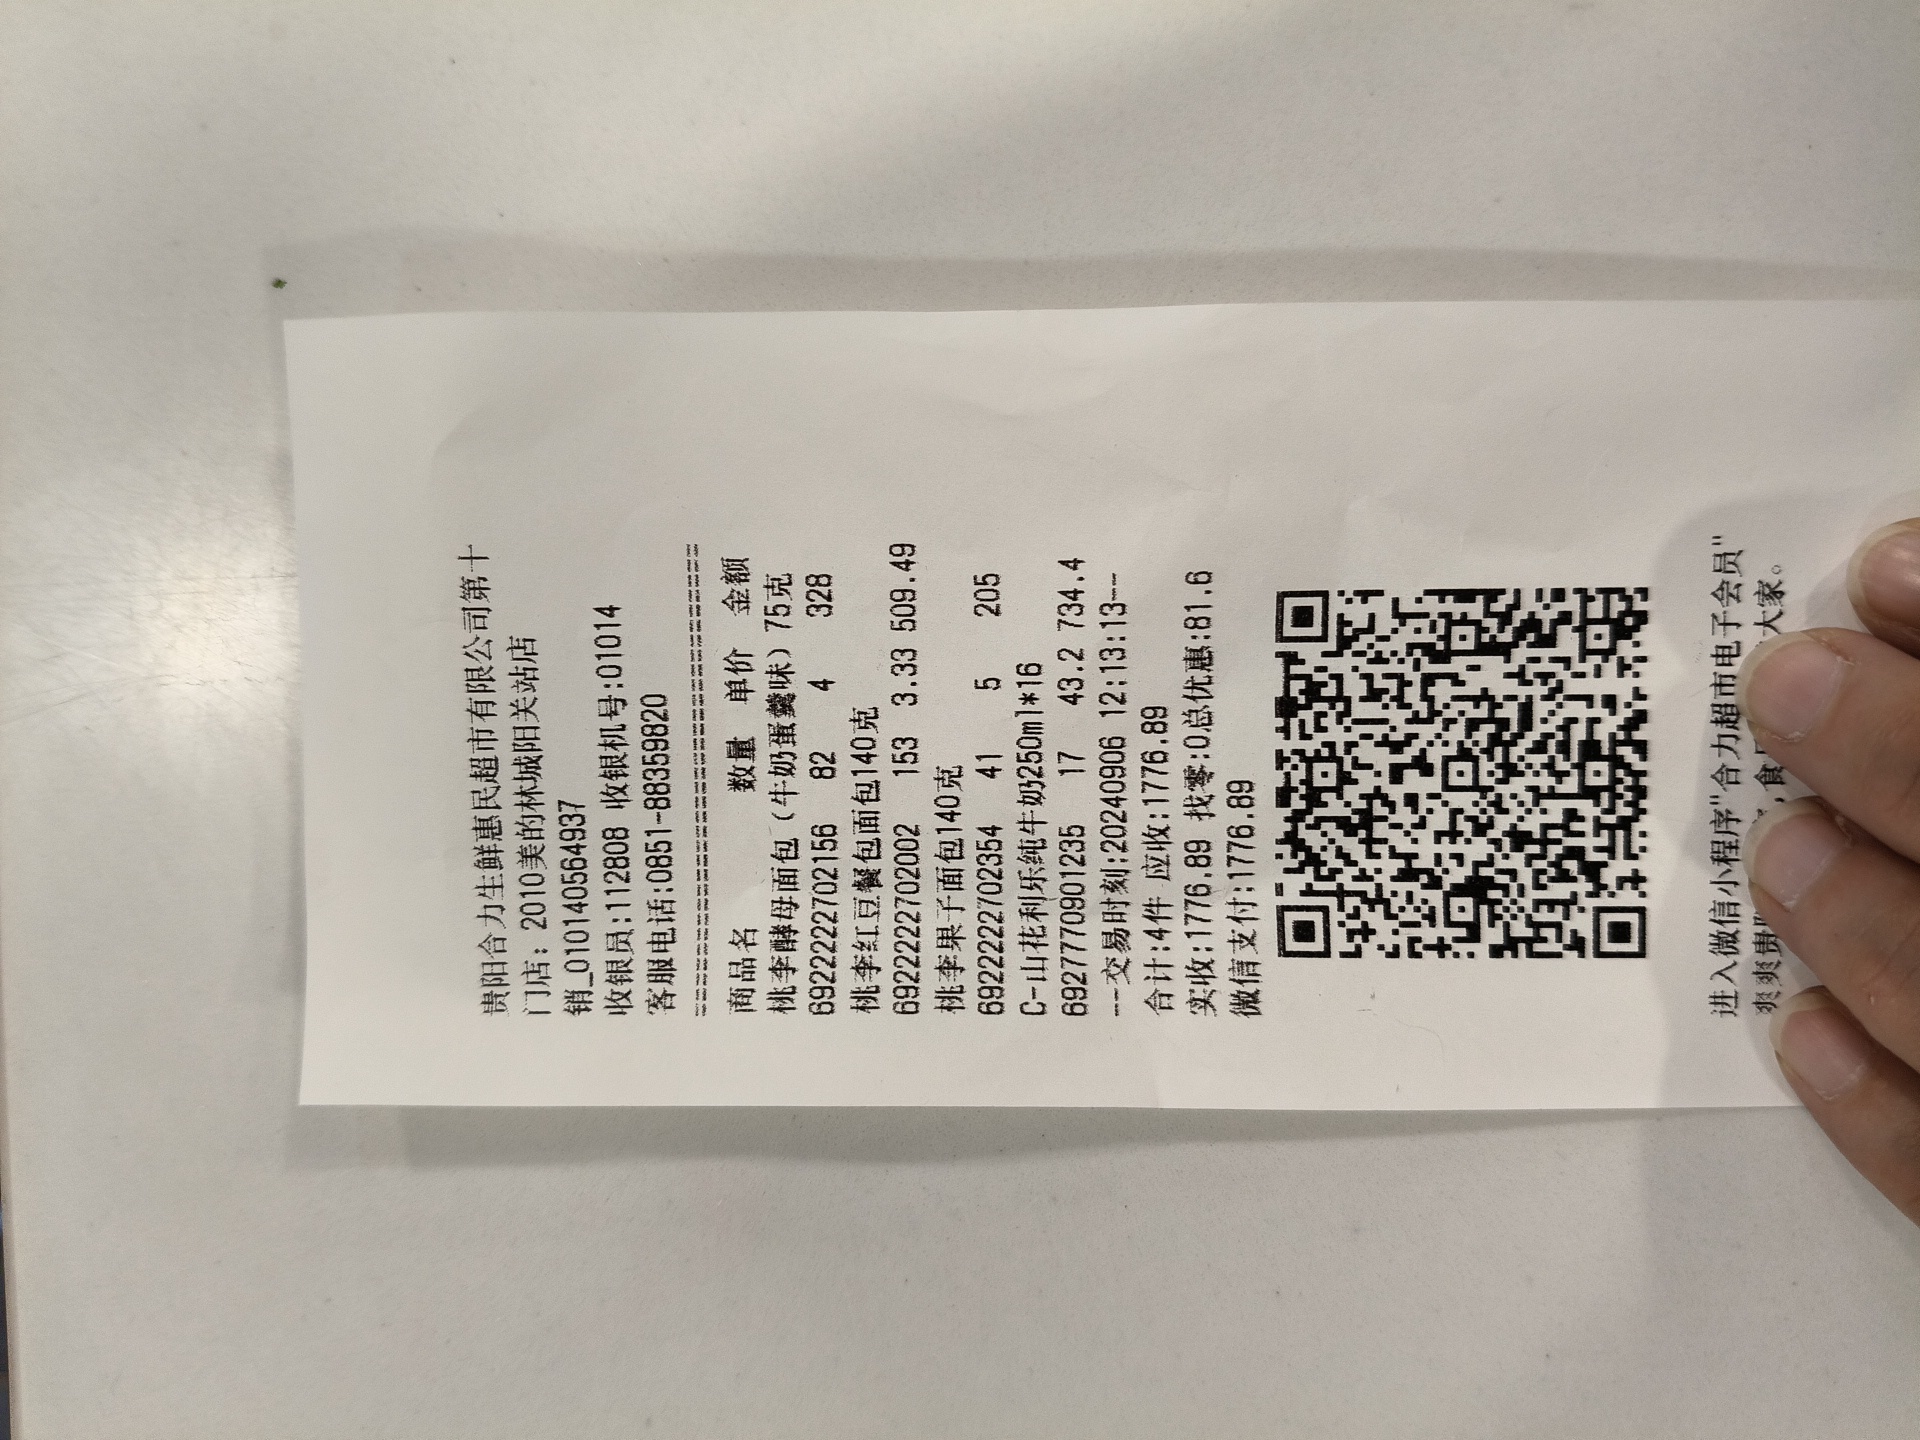 贵阳合力生鲜惠民超市有限公司第十
门店: 2010美的林城阳关站店
销_0101140564937
收银员:112808 收银机号:01014
客服电话:0851-88359820
商品名 数量 单价 金额
桃李酵母面包(牛奶蛋羹味)75克
6922222702156 82 4 328
桃李红豆餐包面包140克
6922222702002 153 3.33 509.49
桃李果子面包140克
6922222702354 41 5 205
C-山花利乐纯牛奶250ml*16
6927770901235 17 43.2 734.4
--交易时刻:20240906 12:13:13--
合计:4件 应收:1776.89
实收:1776.89 找零:0总优惠:81.6
微信支付:1776.89
进入微信小程序"合力超市电子会员"
爽爽贵阳 食 大家。